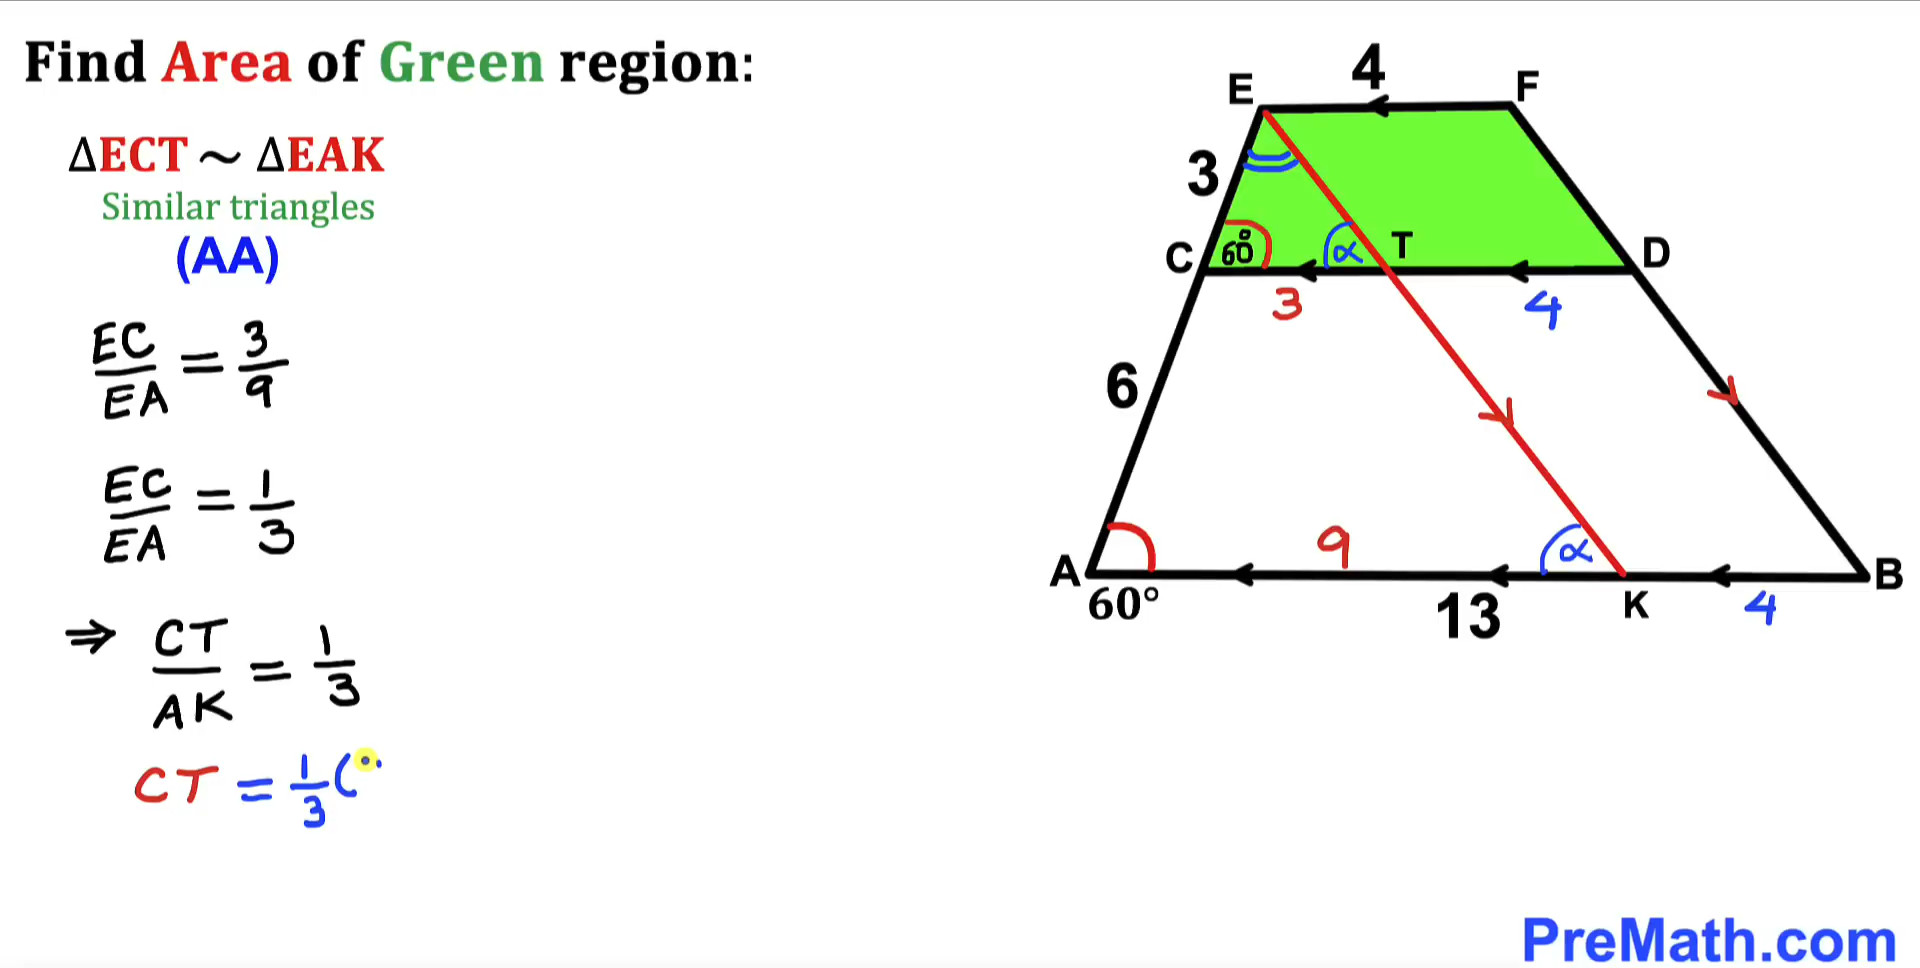 Find Area of Green region:
ΔECT ~ ΔEAK
Similar triangles
(AA)
EC/EA = 3/9
EC/EA = 1/3
⇒ CT/AK = 1/3
CT = 1/3(
E
4
F
3
C
60°
α
T
D
3
4
6
A
60°
9
13
α
K
4
B
PreMath.com